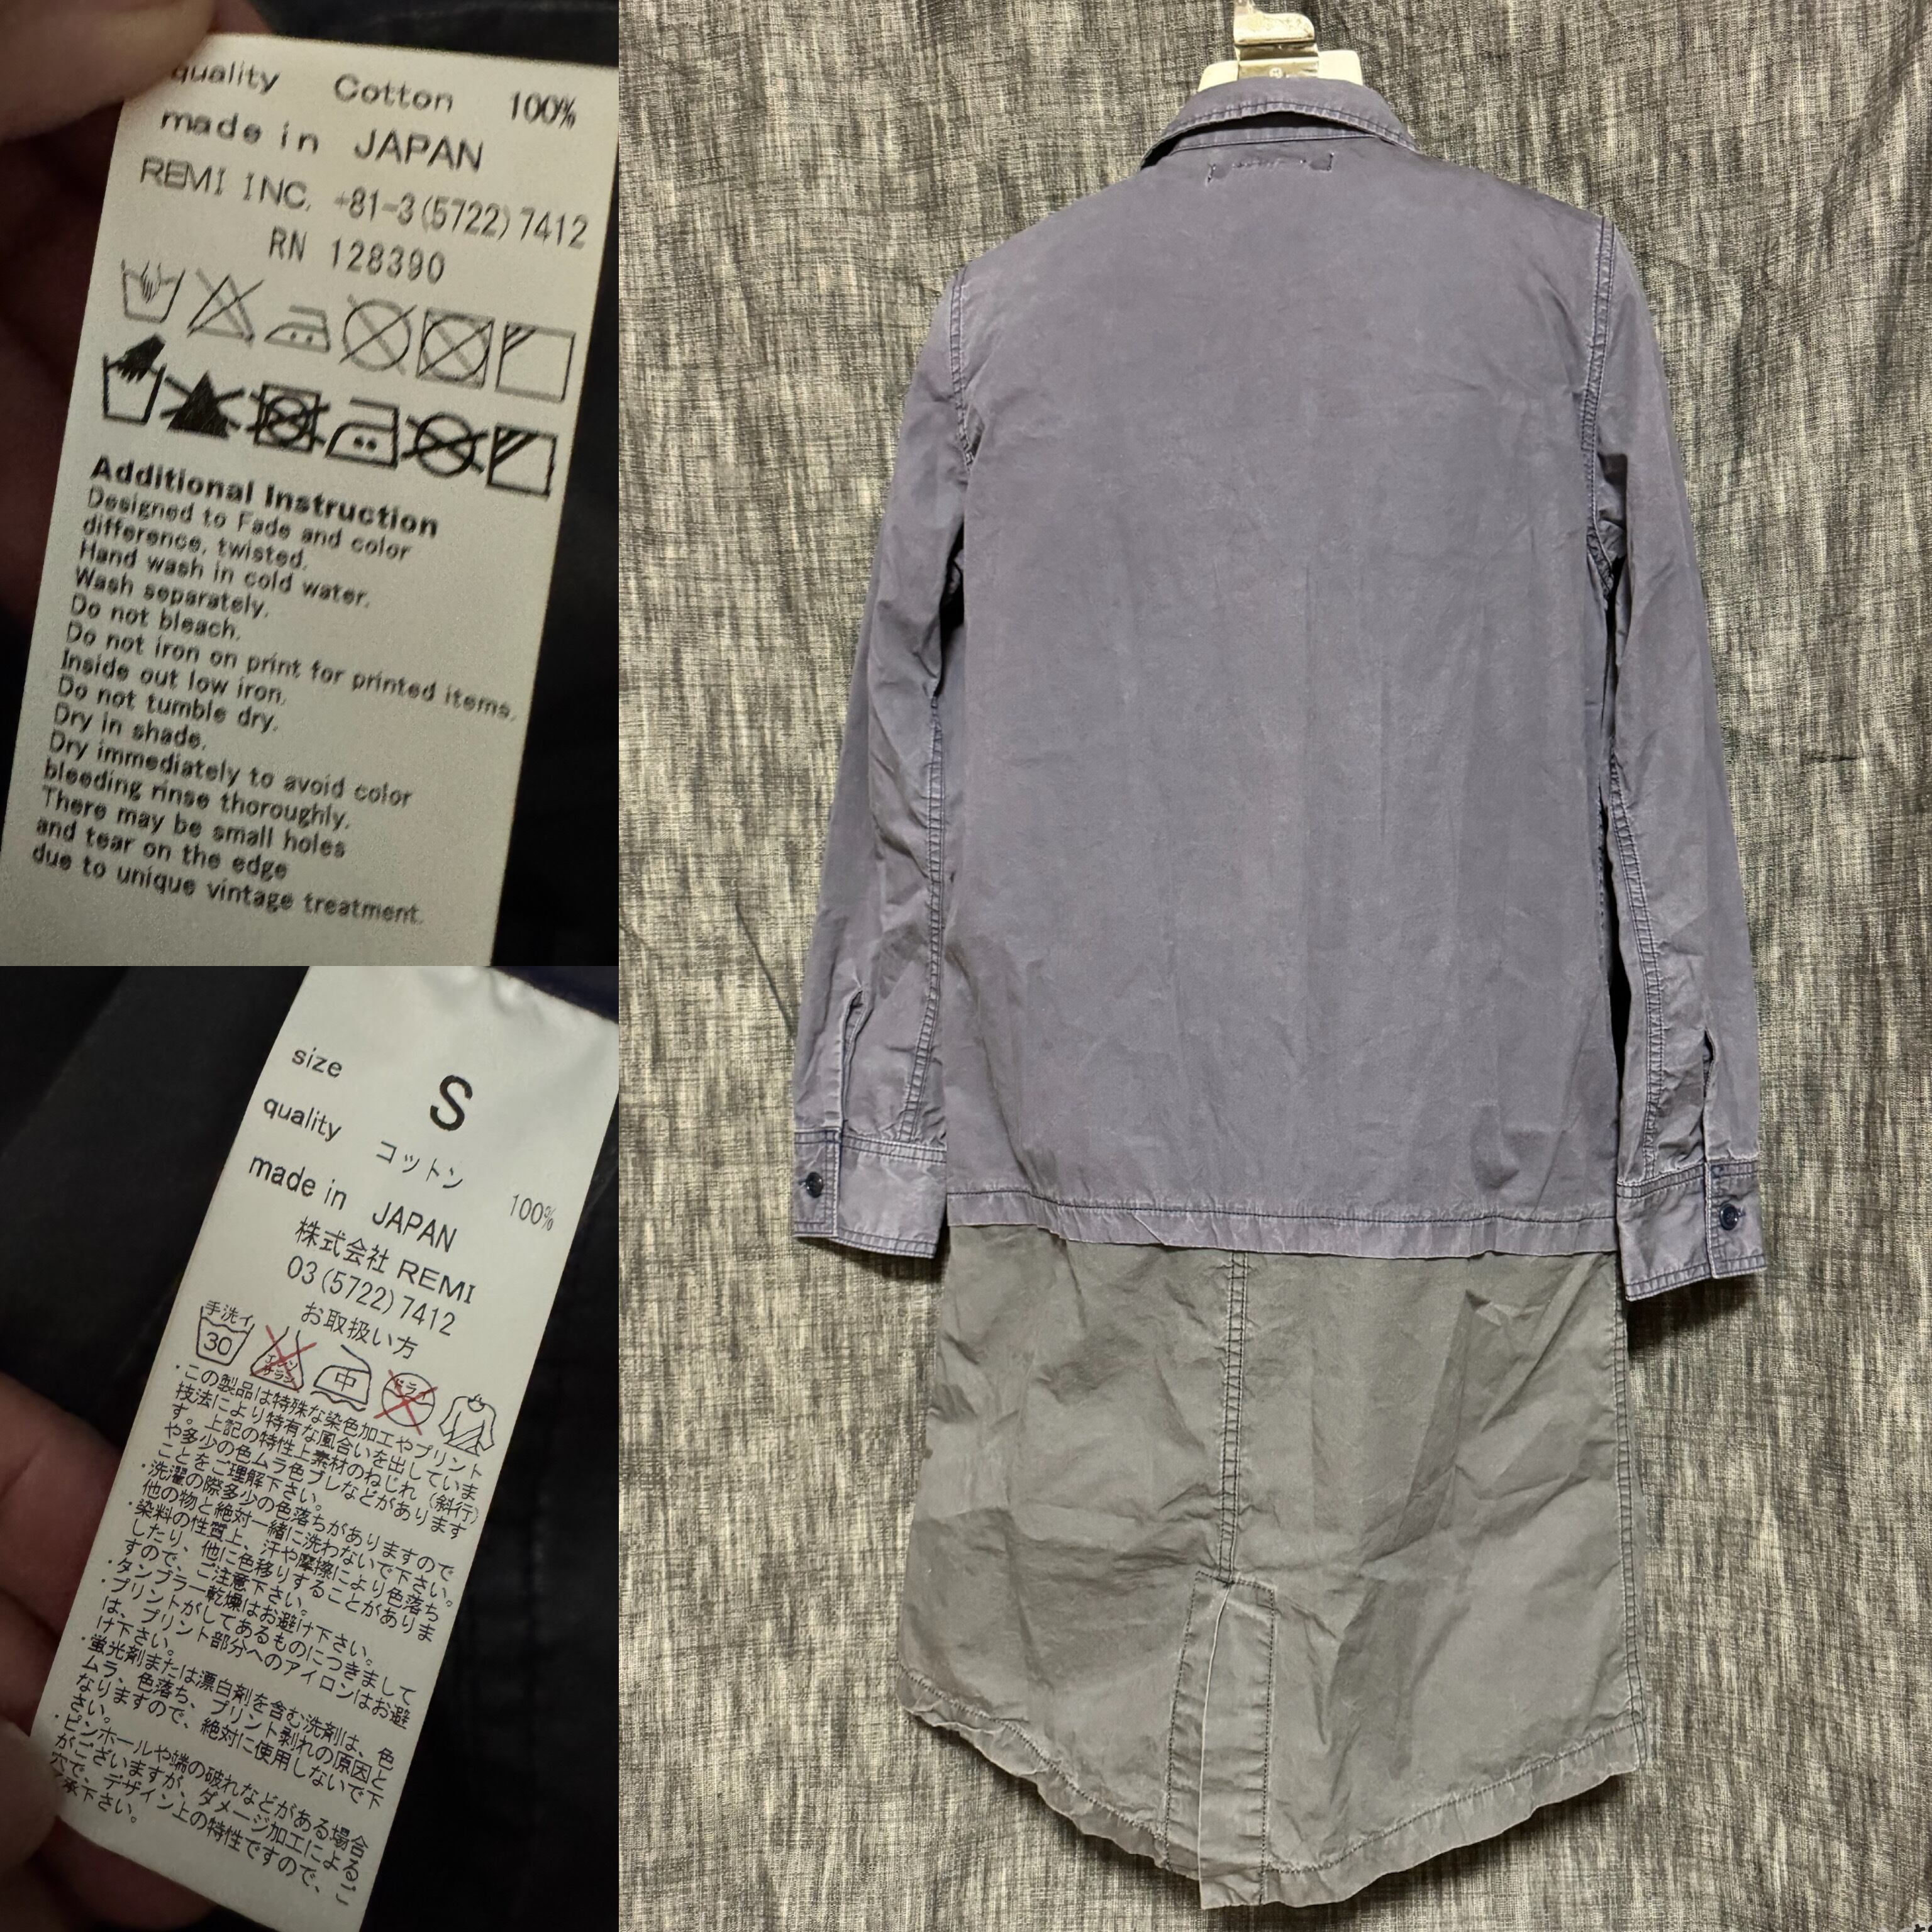 quality Cotton 100%
made in JAPAN
REMI INC. +81-3(5722)7412
RN 128390
Additional Instruction
Designed to Fade and color
difference, twisted.
Hand wash in cold water.
Wash separately.
Do not bleach.
Do not iron on print for printed items.
Inside out low iron.
Do not tumble dry.
Dry in shade.
Dry immediately to avoid color
bleeding rinse thoroughly.
There may be small holes
and tear on the edge
due to unique vintage treatment.
size S
quality コットン 100%
made in JAPAN
株式会社 REMI
03(5722)7412
お取扱い方
手洗イ
30
エンソ
サラシ
中
ドライ
・この製品は特殊な染色加工やプリント
技法により特有な風合いを出していま
す。上記の特性上素材のねじれ(斜行)
や多少の色ムラ色ブレなどがあります
ことをご理解下さい。
・洗濯の際多少の色落ちがありますので
他の物と絶対一緒に洗わないで下さい。
・染料の性質上、汗や摩擦により色落ち
したり、他に色移りすることがありま
すので、ご注意下さい。
・タンブラー乾燥はお避け下さい。
・プリントがしてあるものにつきまして
は、プリント部分へのアイロンはお避
け下さい。
・蛍光剤または漂白剤を含む洗剤は、色
ムラ、色落ち、プリント剥れの原因と
なりますので、絶対に使用しないで下
さい。
・ピンホールや端の破れなどがある場合
がございますが、ダメージ加工によるご
穴で、デザイン上の特性ですので、
承下さい。